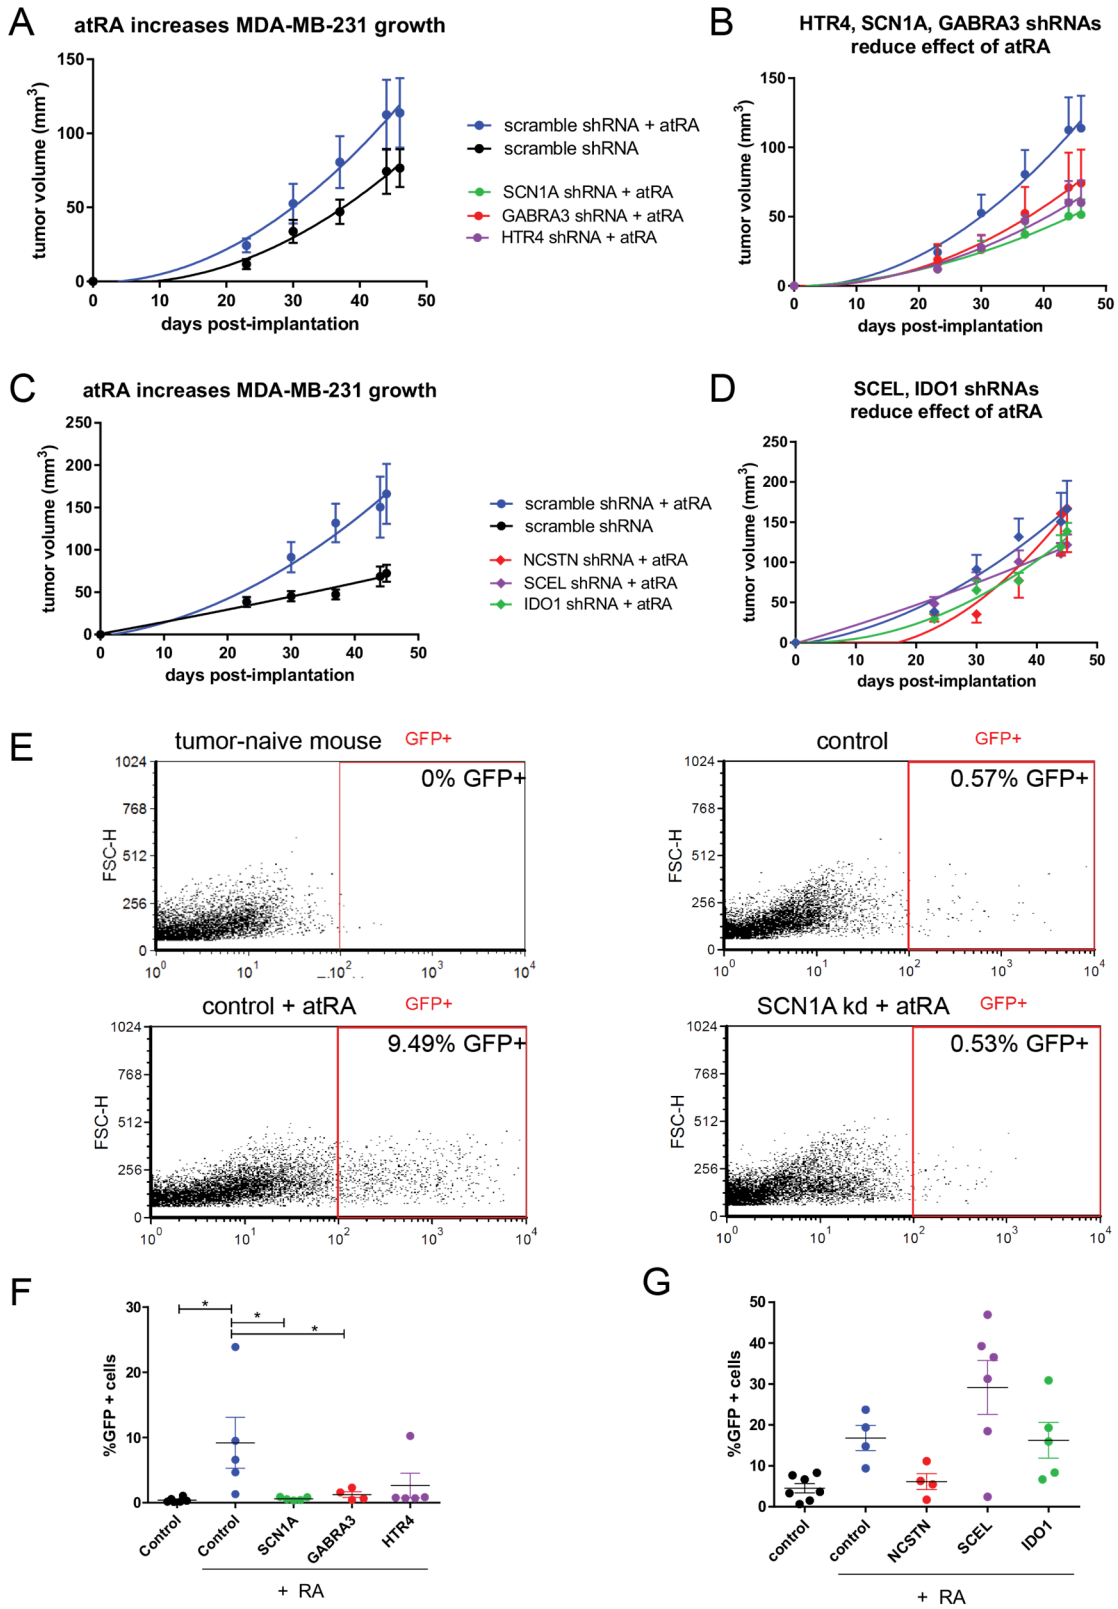 A
atRA increases MDA-MB-231 growth
tumor volume (mm3)
150
100
50
0
0 10 20 30 40 50
days post-implantation
scramble shRNA + atRA
scramble shRNA
SCN1A shRNA + atRA
GABRA3 shRNA + atRA
HTR4 shRNA + atRA
B
HTR4, SCN1A, GABRA3 shRNAs
reduce effect of atRA
tumor volume (mm3)
150
100
50
0
0 10 20 30 40 50
days post-implantation
C
atRA increases MDA-MB-231 growth
tumor volume (mm3)
250
200
150
100
50
0
0 10 20 30 40 50
days post-implantation
scramble shRNA + atRA
scramble shRNA
NCSTN shRNA + atRA
SCEL shRNA + atRA
IDO1 shRNA + atRA
D
SCEL, IDO1 shRNAs
reduce effect of atRA
tumor volume (mm3)
250
200
150
100
50
0
0 10 20 30 40 50
days post-implantation
E
tumor-naive mouse GFP+
0% GFP+
FSC-H
1024
768
512
256
0
10^0 10^1 10^2 10^3 10^4
control GFP+
0.57% GFP+
FSC-H
1024
768
512
256
0
10^0 10^1 10^2 10^3 10^4
control + atRA GFP+
9.49% GFP+
FSC-H
1024
768
512
256
0
10^0 10^1 10^2 10^3 10^4
SCN1A kd + atRA GFP+
0.53% GFP+
FSC-H
1024
768
512
256
0
10^0 10^1 10^2 10^3 10^4
F
%GFP + cells
30
20
10
0
*
*
*
Control Control SCN1A GABRA3 HTR4
+ RA
G
%GFP + cells
50
40
30
20
10
0
control control NCSTN SCEL IDO1
+ RA